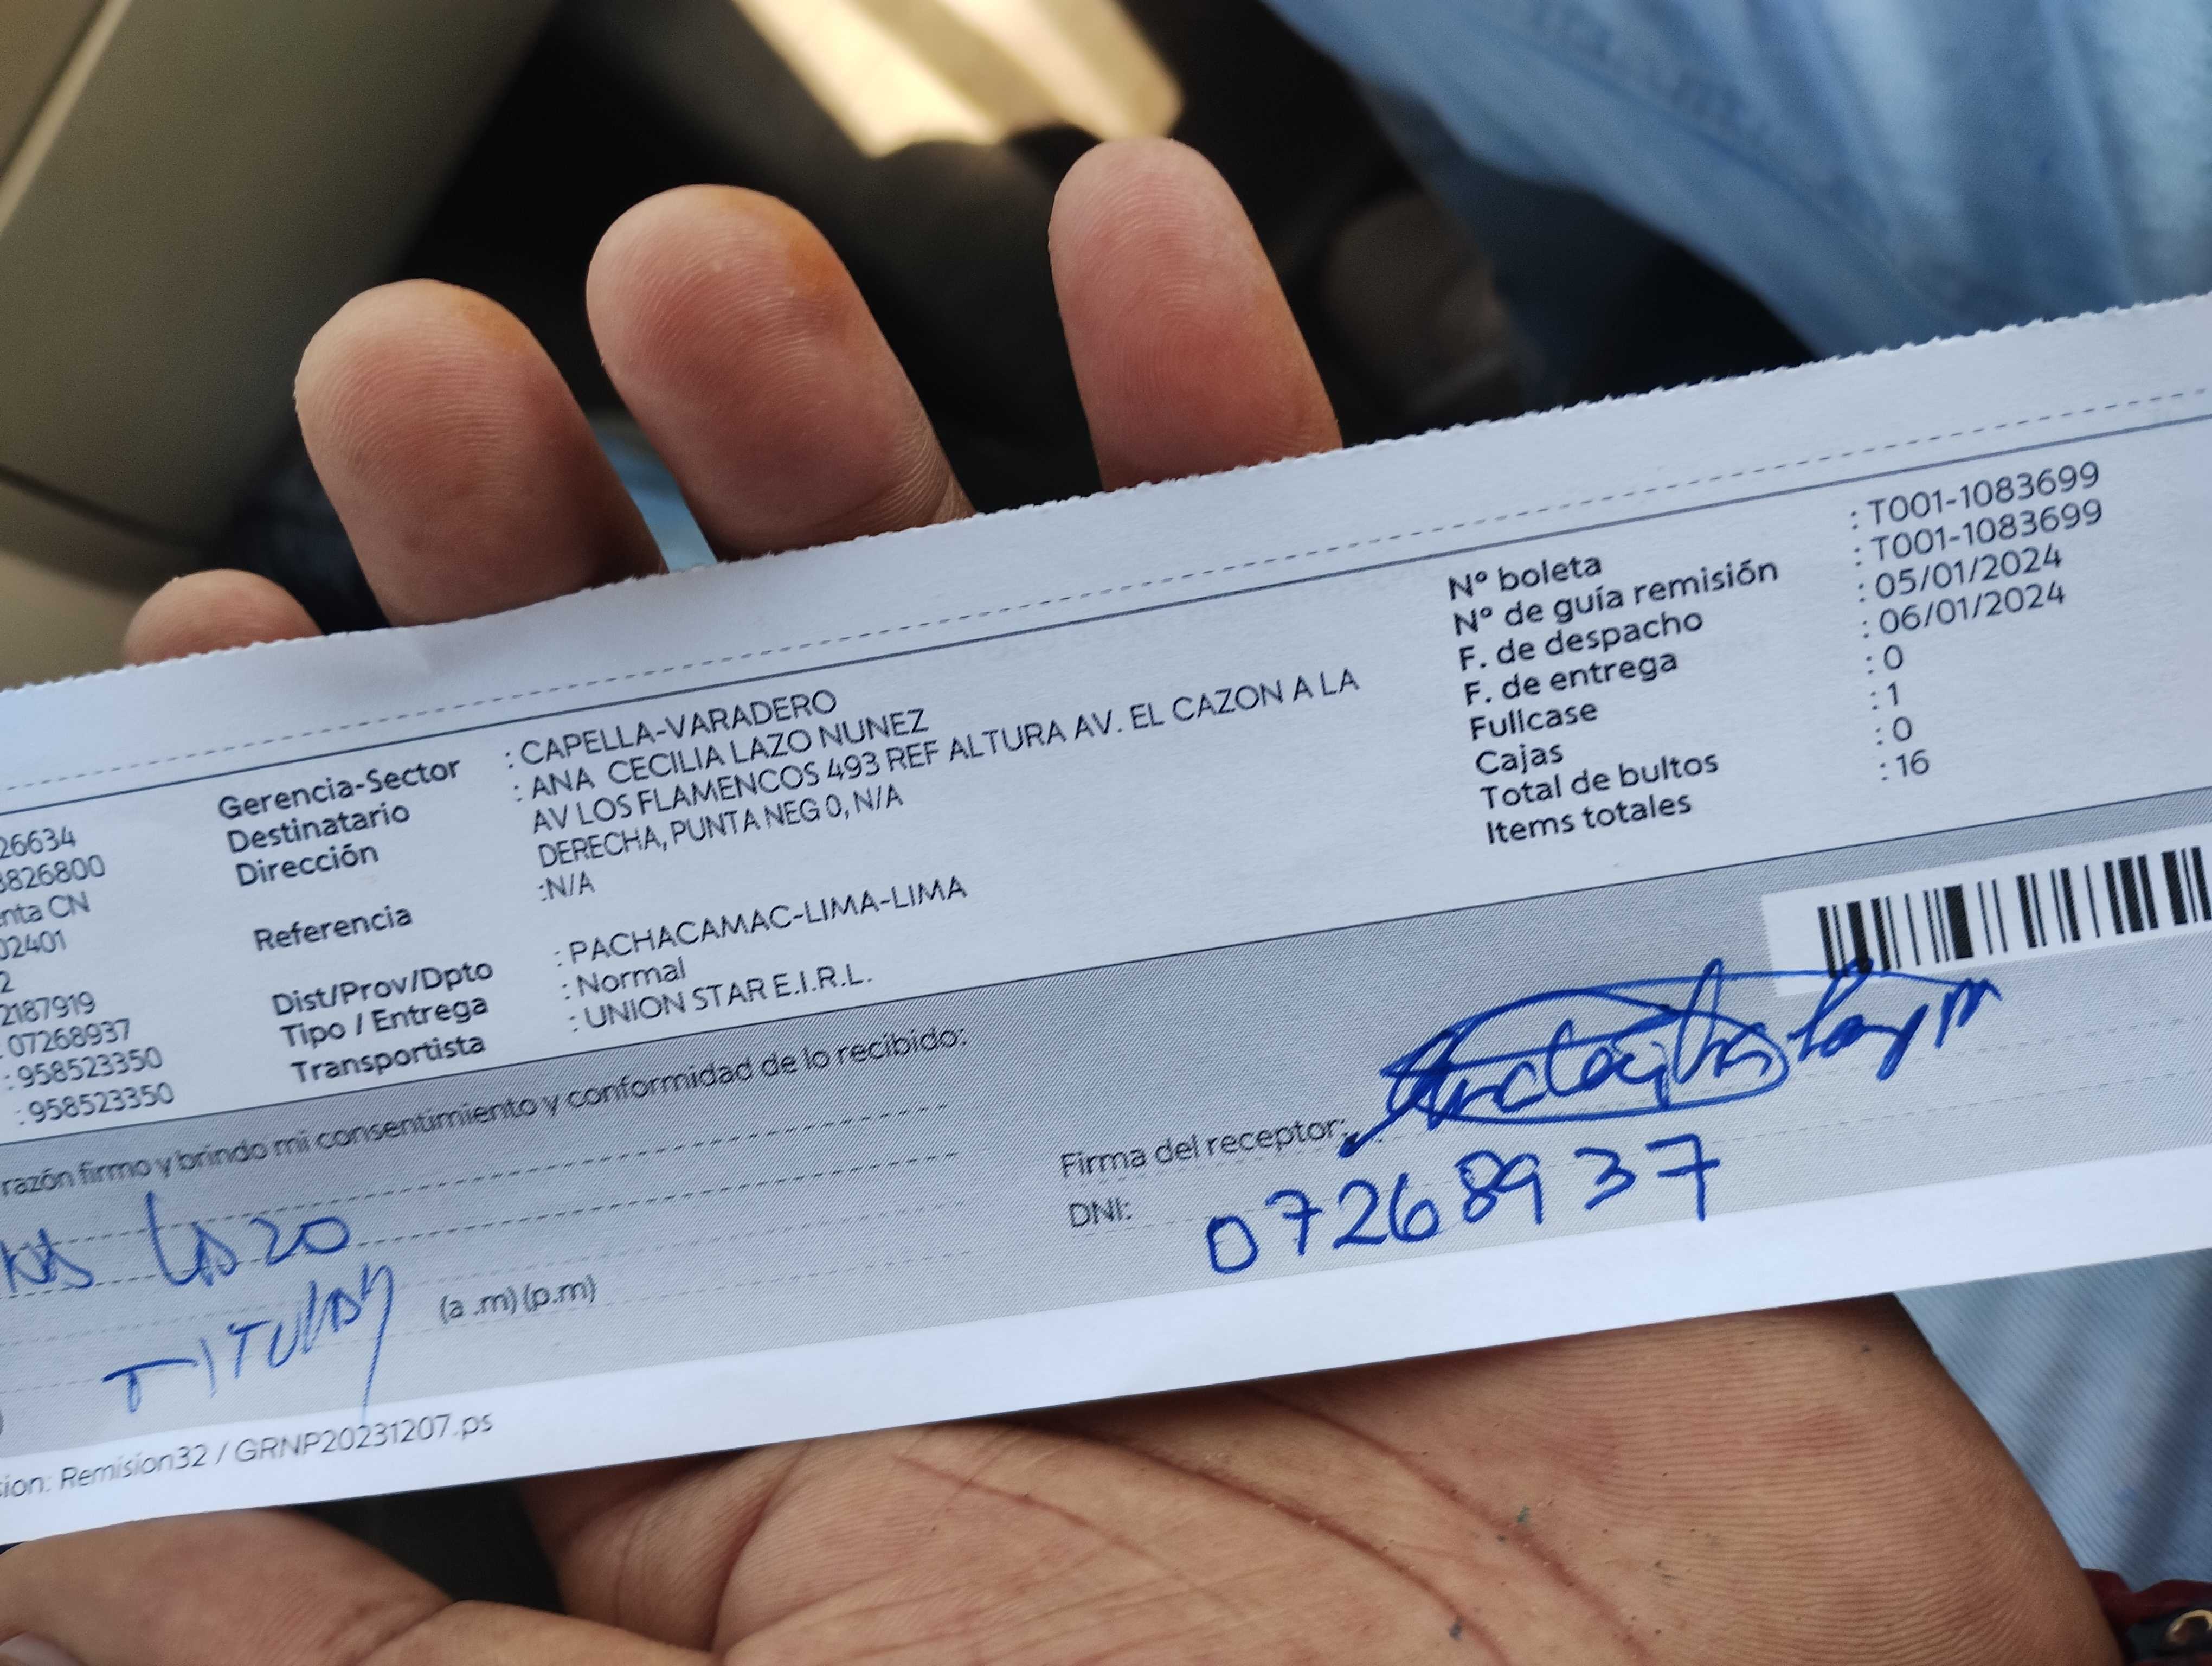 26634
8826800
nta CN
02401
2
2187919
: 07268937
: 958523350
: 958523350
Gerencia-Sector : CAPELLA-VARADERO
Destinatario : ANA CECILIA LAZO NUNEZ
Dirección AV LOS FLAMENCOS 493 REF ALTURA AV. EL CAZON A LA
DERECHA, PUNTA NEG 0, N/A
Referencia :N/A
Dist/Prov/Dpto : PACHACAMAC-LIMA-LIMA
Tipo / Entrega : Normal
Transportista : UNION STAR E.I.R.L.
N° boleta : T001-1083699
N° de guía remisión : T001-1083699
F. de despacho : 05/01/2024
F. de entrega : 06/01/2024
Fullcase : 0
Cajas : 1
Total de bultos : 0
Items totales : 16
razón firmo y brindo mi consentimiento y conformidad de lo recibido:
LAZO
TITULAR
(a .m) (p.m)
Firma del receptor:
DNI: 07268937
sion: Remision32 / GRNP20231207.ps